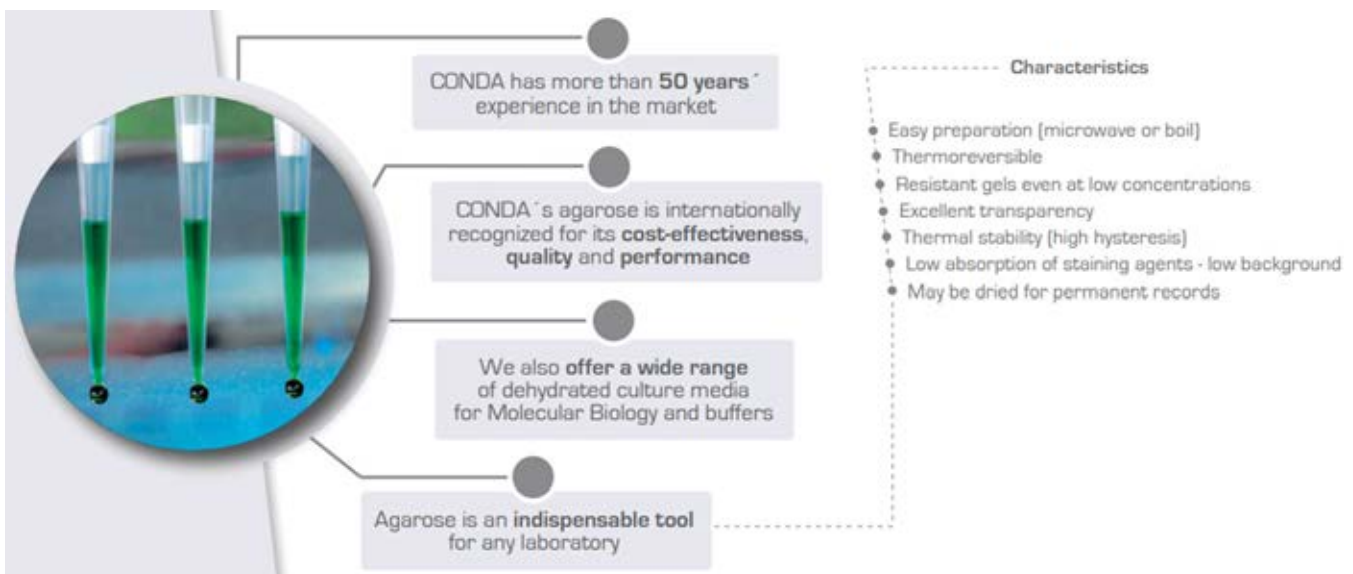 CONDA has more than 50 years´
experience in the market
CONDA´s agarose is internationally
recognized for its cost-effectiveness,
quality and performance
We also offer a wide range
of dehydrated culture media
for Molecular Biology and buffers
Agarose is an indispensable tool
for any laboratory
Characteristics
Easy preparation (microwave or boil)
Thermoreversible
Resistant gels even at low concentrations
Excellent transparency
Thermal stability (high hysteresis)
Low absorption of staining agents - low background
May be dried for permanent records